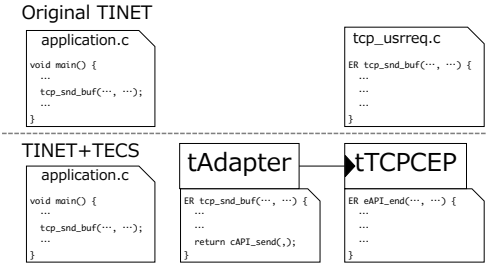 Original TINET
application.c
void main() {
…
tcp_snd_buf(…, …);
…
}
tcp_usrreq.c
ER tcp_snd_buf(…, …) {
…
…
…
}
TINET+TECS
application.c
void main() {
…
tcp_snd_buf(…, …);
…
}
tAdapter
ER tcp_snd_buf(…, …) {
…
…
return cAPI_send(,);
}
tTCPCEP
ER eAPI_end(…, …) {
…
…
…
}